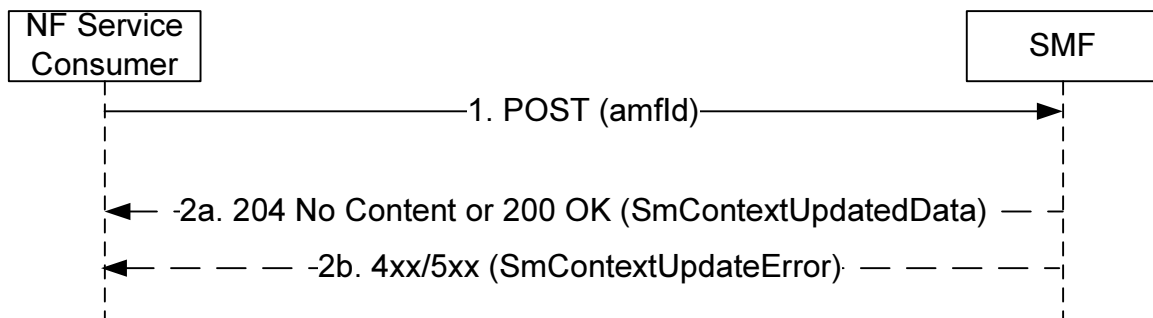 NF Service
Consumer
SMF
1. POST (amfId)
2a. 204 No Content or 200 OK (SmContextUpdatedData)
2b. 4xx/5xx (SmContextUpdateError)